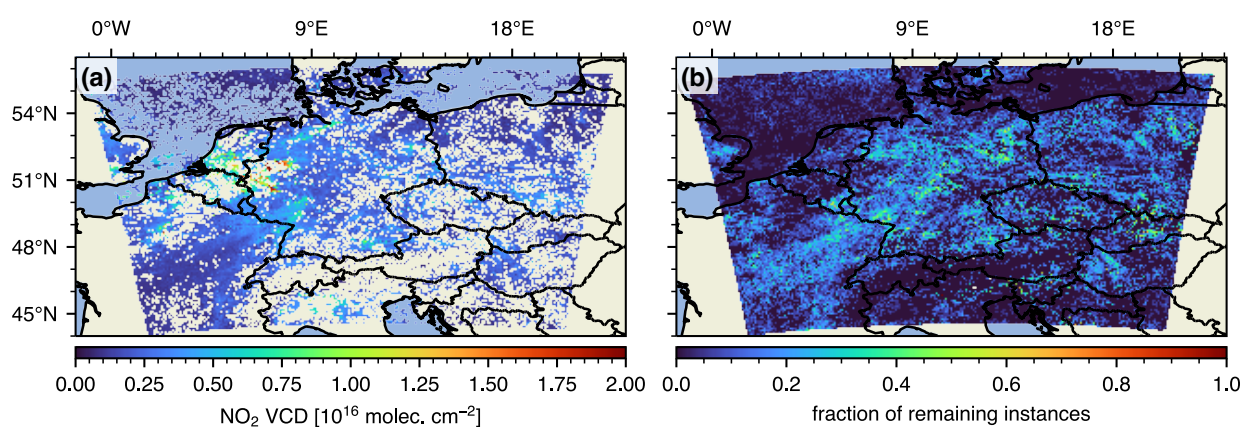 0°W 9°E 18°E 0°W 9°E 18°E
(a) (b)
54°N
51°N
48°N
45°N
0.00 0.25 0.50 0.75 1.00 1.25 1.50 1.75 2.00 0.0 0.2 0.4 0.6 0.8 1.0
NO₂ VCD [10¹⁶ molec. cm⁻²] fraction of remaining instances